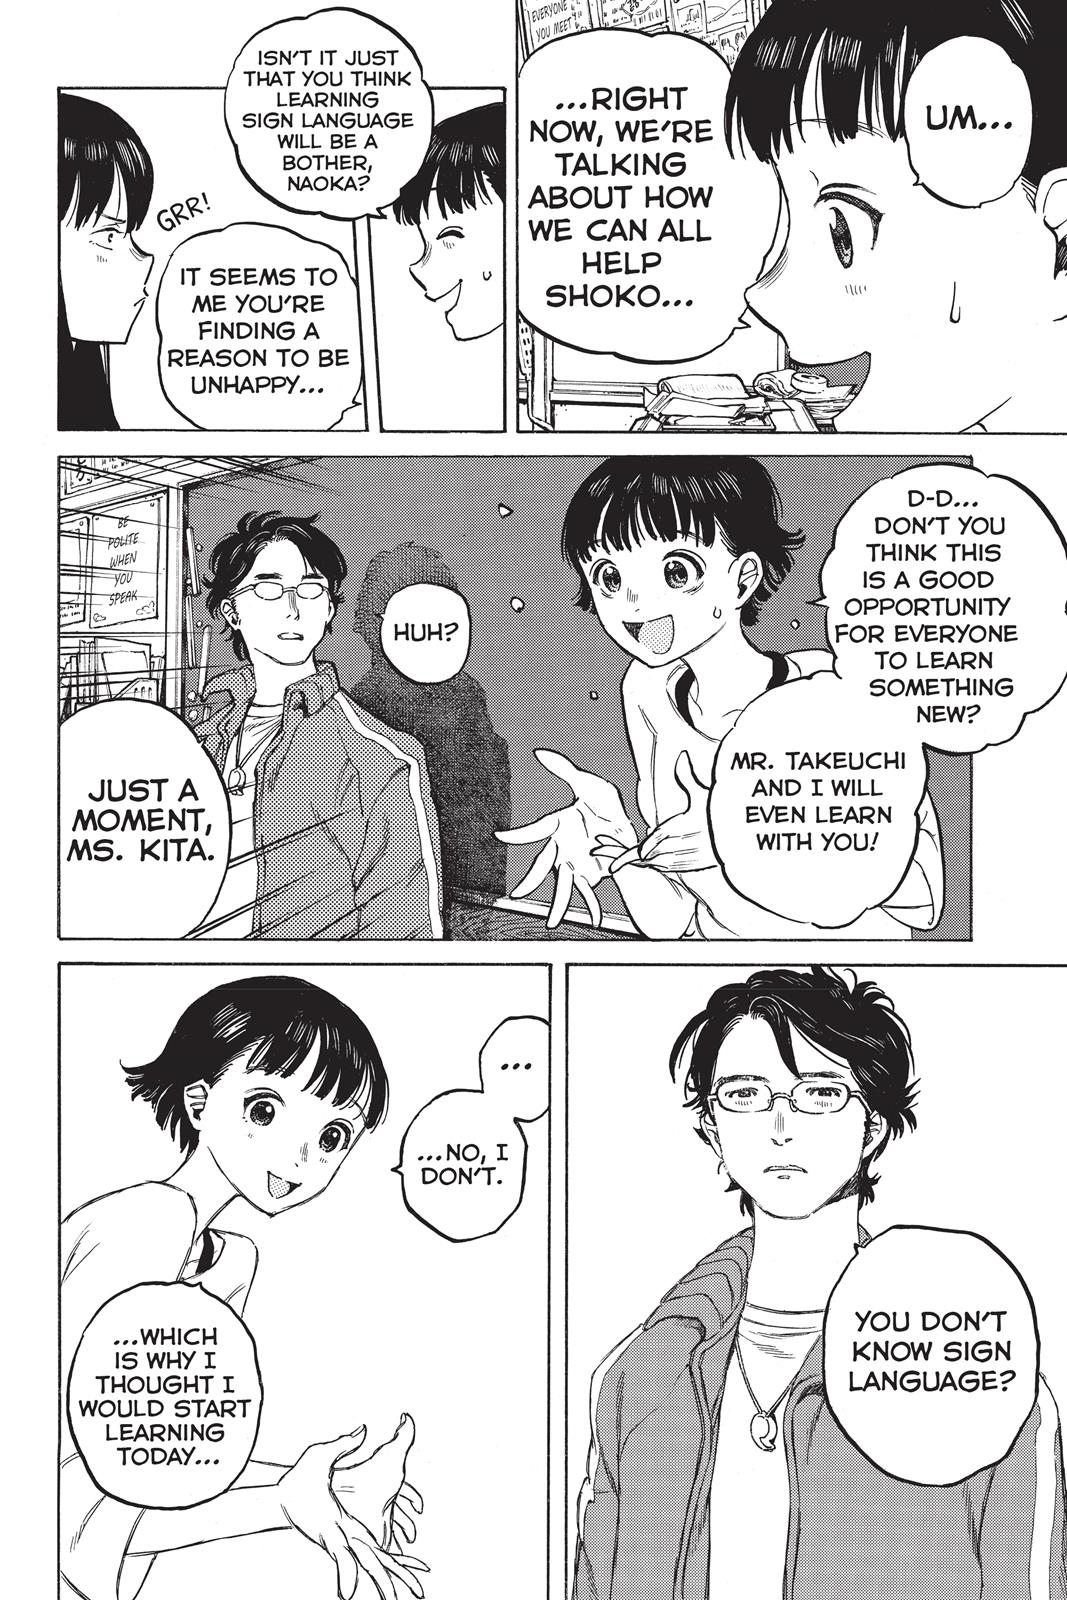 EVERYONE
YOU MEET
UM...
...RIGHT
NOW, WE'RE
TALKING
ABOUT HOW
WE CAN ALL
HELP
SHOKO...
ISN'T IT JUST
THAT YOU THINK
LEARNING
SIGN LANGUAGE
WILL BE A
BOTHER,
NAOKA?
GRR!
IT SEEMS TO
ME YOU'RE
FINDING A
REASON TO BE
UNHAPPY...
D-D...
DON'T YOU
THINK THIS
IS A GOOD
OPPORTUNITY
FOR EVERYONE
TO LEARN
SOMETHING
NEW?
MR. TAKEUCHI
AND I WILL
EVEN LEARN
WITH YOU!
HUH?
BE
POLITE
WHEN
YOU
SPEAK
JUST A
MOMENT,
MS. KITA.
YOU DON'T
KNOW SIGN
LANGUAGE?
...
...NO, I
DON'T.
...WHICH
IS WHY I
THOUGHT I
WOULD START
LEARNING
TODAY...